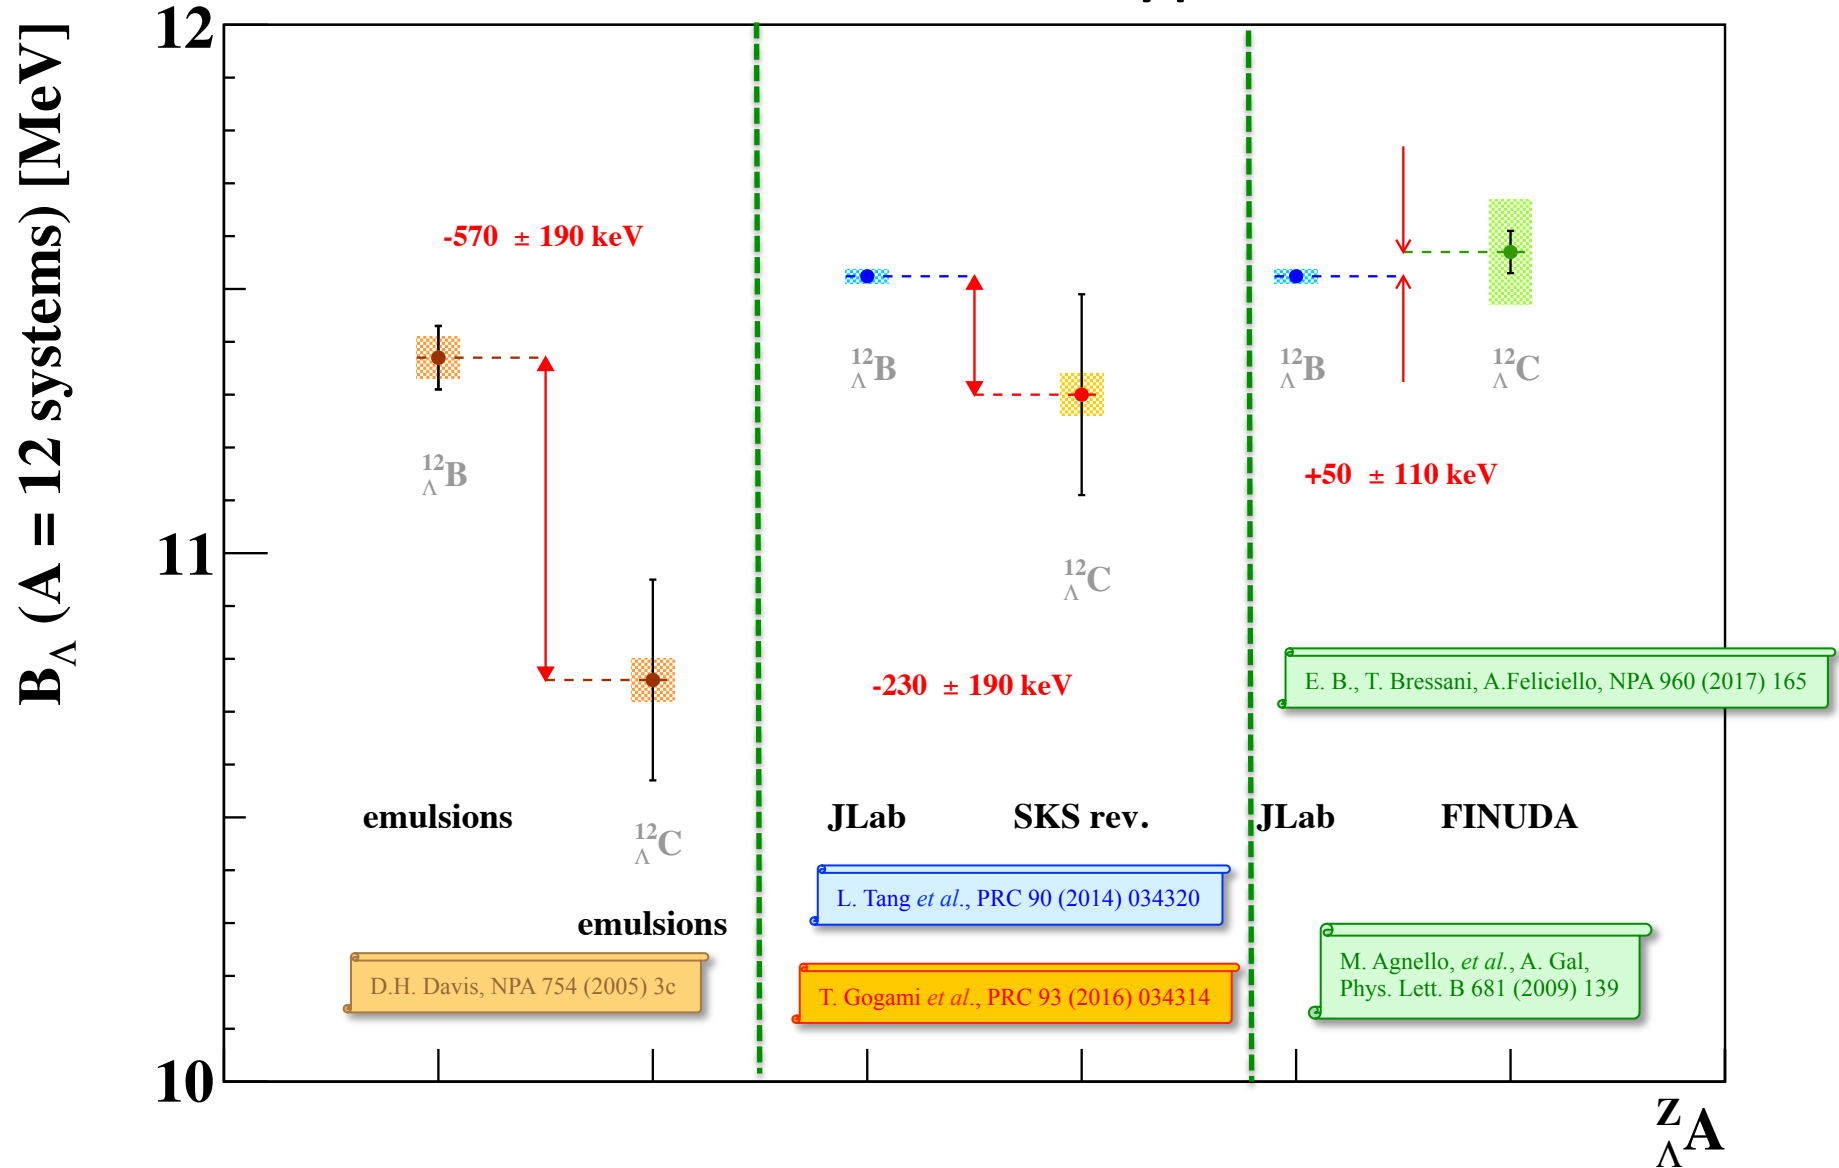 12
11
10
B_Λ (A = 12 systems) [MeV]
-570 ± 190 keV
12ΛB
12ΛC
emulsions
emulsions
D.H. Davis, NPA 754 (2005) 3c
12ΛB
12ΛC
-230 ± 190 keV
JLab
SKS rev.
L. Tang et al., PRC 90 (2014) 034320
T. Gogami et al., PRC 93 (2016) 034314
12ΛB
12ΛC
+50 ± 110 keV
E. B., T. Bressani, A.Feliciello, NPA 960 (2017) 165
JLab
FINUDA
M. Agnello, et al., A. Gal,
Phys. Lett. B 681 (2009) 139
ZΛA